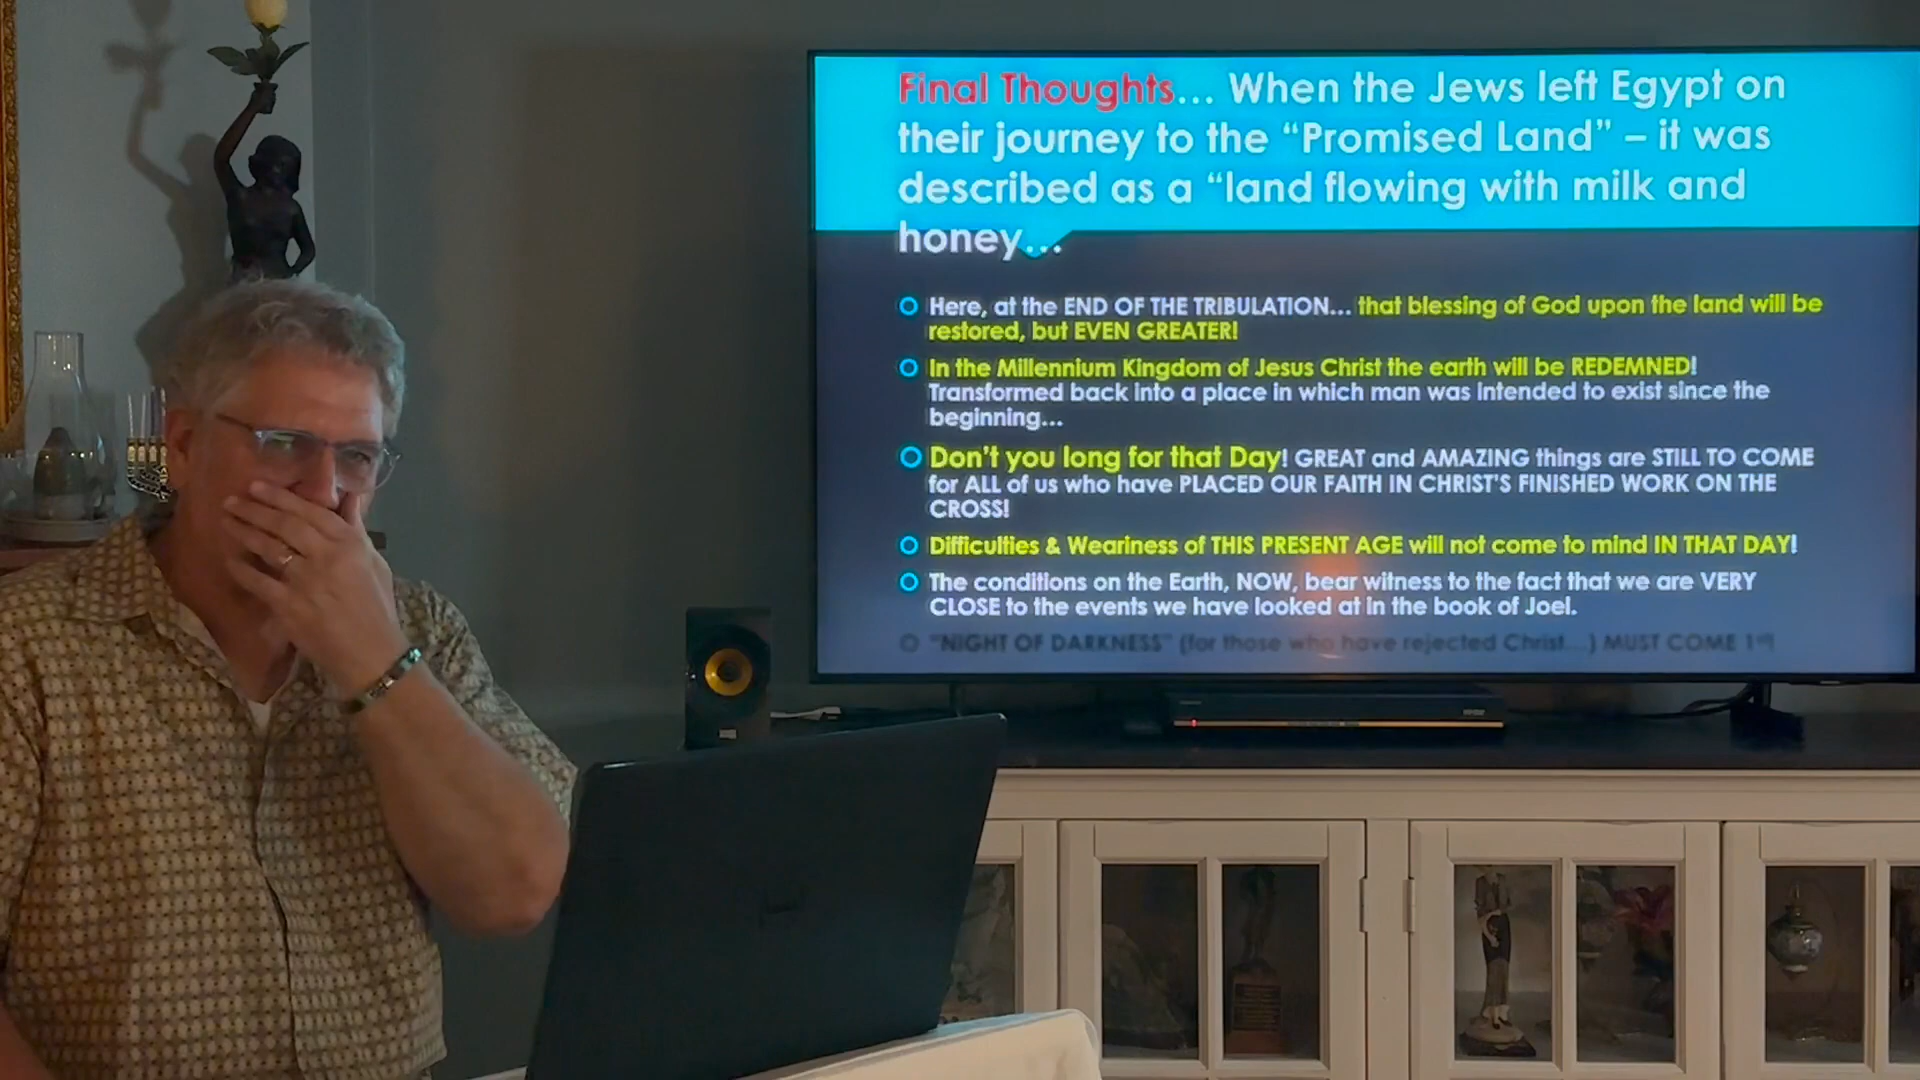 Final Thoughts... When the Jews left Egypt on
their journey to the “Promised Land” – it was
described as a “land flowing with milk and
honey...
Here, at the END OF THE TRIBULATION... that blessing of God upon the land will be
restored, but EVEN GREATER!
In the Millennium Kingdom of Jesus Christ the earth will be REDEMNED!
Transformed back into a place in which man was intended to exist since the
beginning...
Don't you long for that Day! GREAT and AMAZING things are STILL TO COME
for ALL of us who have PLACED OUR FAITH IN CHRIST'S FINISHED WORK ON THE
CROSS!
Difficulties & Weariness of THIS PRESENT AGE will not come to mind IN THAT DAY!
The conditions on the Earth, NOW, bear witness to the fact that we are VERY
CLOSE to the events we have looked at in the book of Joel.
"NIGHT OF DARKNESS" (for those who have rejected Christ...) MUST COME 1st!